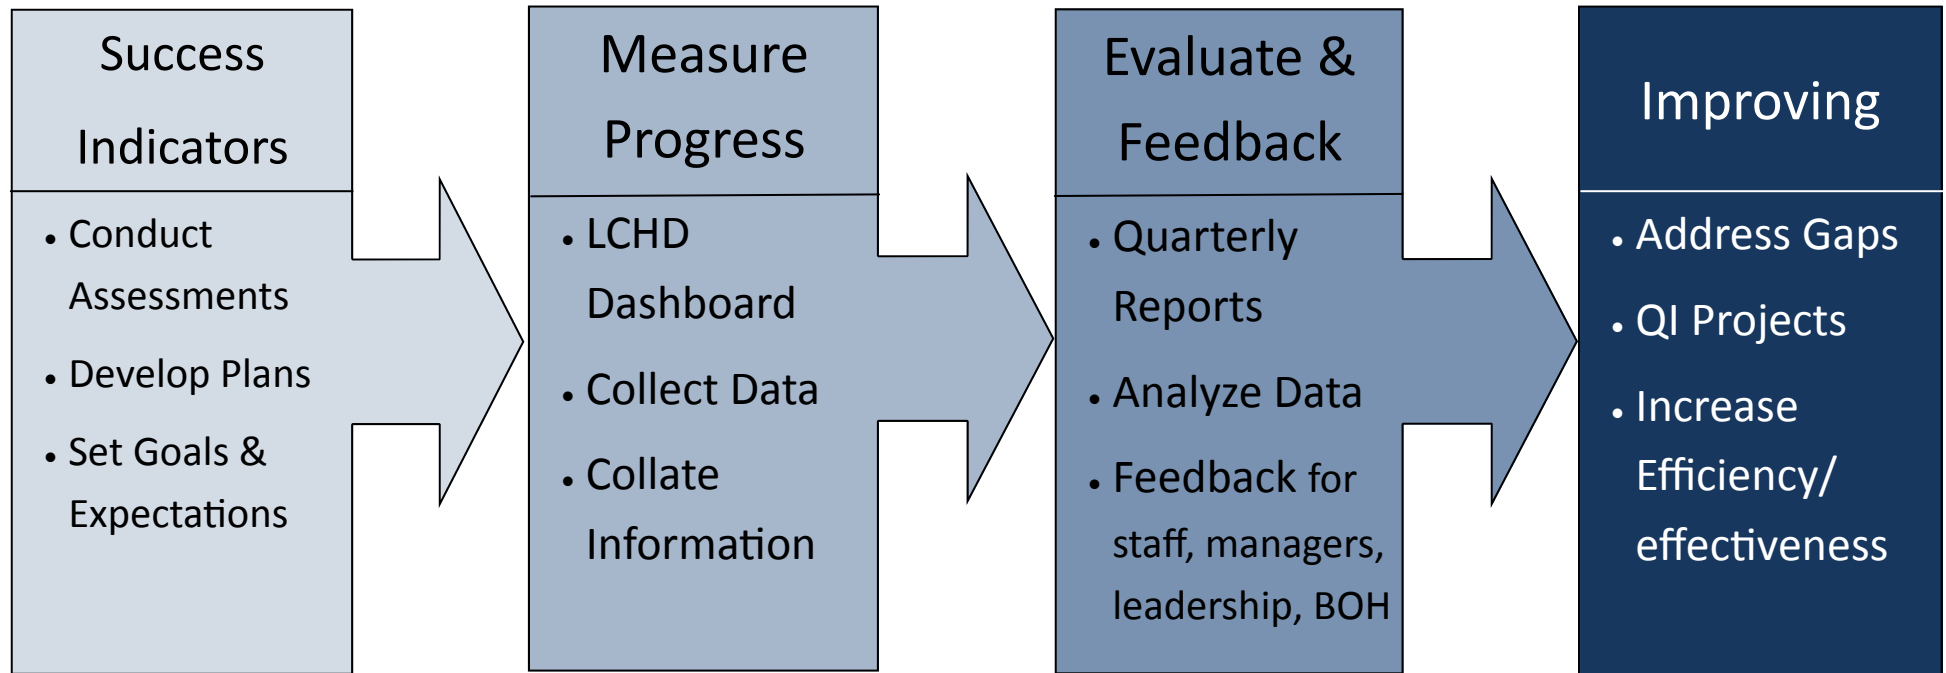 Success
Indicators
• Conduct
Assessments
• Develop Plans
• Set Goals &
Expectations
Measure
Progress
• LCHD
Dashboard
• Collect Data
• Collate
Information
Evaluate &
Feedback
• Quarterly
Reports
• Analyze Data
• Feedback for
staff, managers,
leadership, BOH
Improving
• Address Gaps
• QI Projects
• Increase
Efficiency/
effectiveness